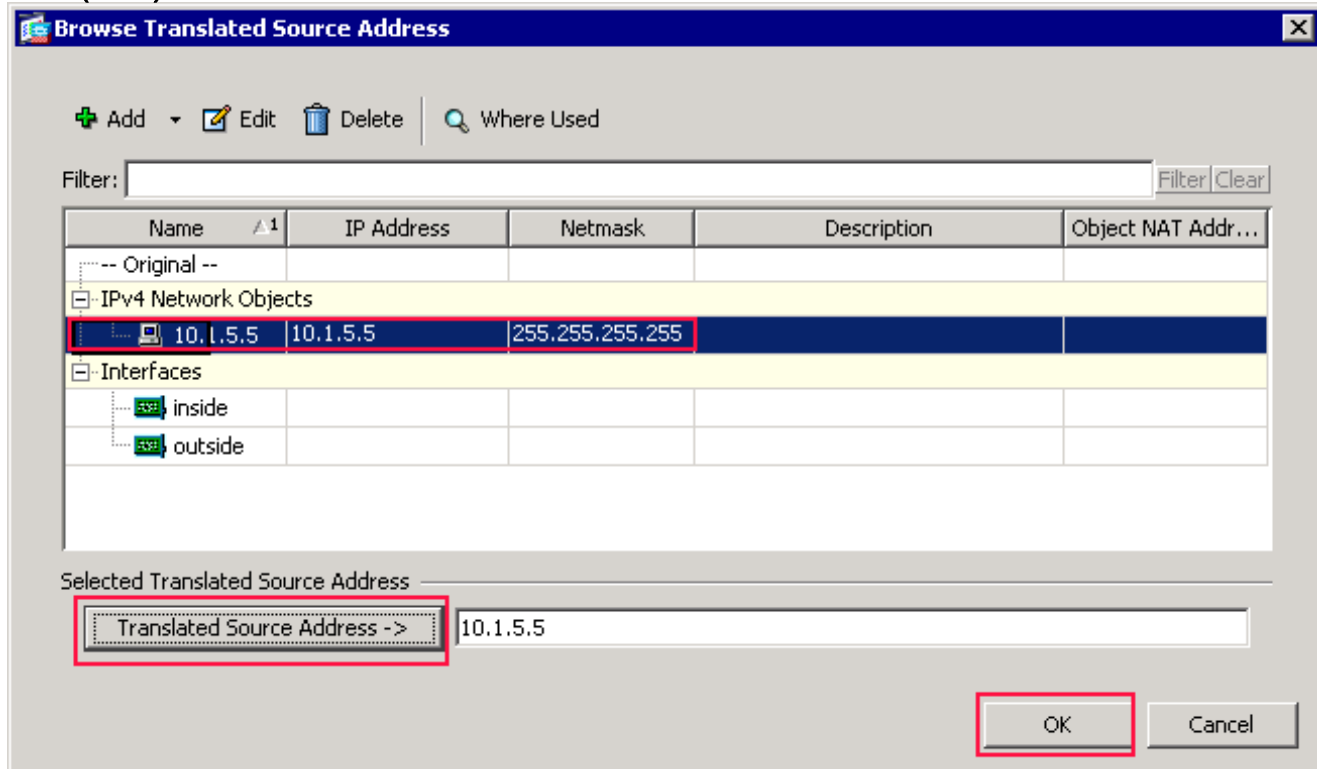 Browse Translated Source Address
Add Edit Delete Where Used
Filter: Filter Clear
Name 1 IP Address Netmask Description Object NAT Addr...
-- Original --
IPv4 Network Objects
10.1.5.5 10.1.5.5 255.255.255.255
Interfaces
inside
outside
Selected Translated Source Address
Translated Source Address -> 10.1.5.5
OK Cancel